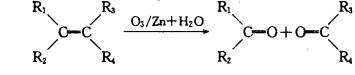 R₁ R₃ R₁ R₃
C=C O₃/Zn+H₂O C=O+O=C
R₂ R₄ R₂ R₄